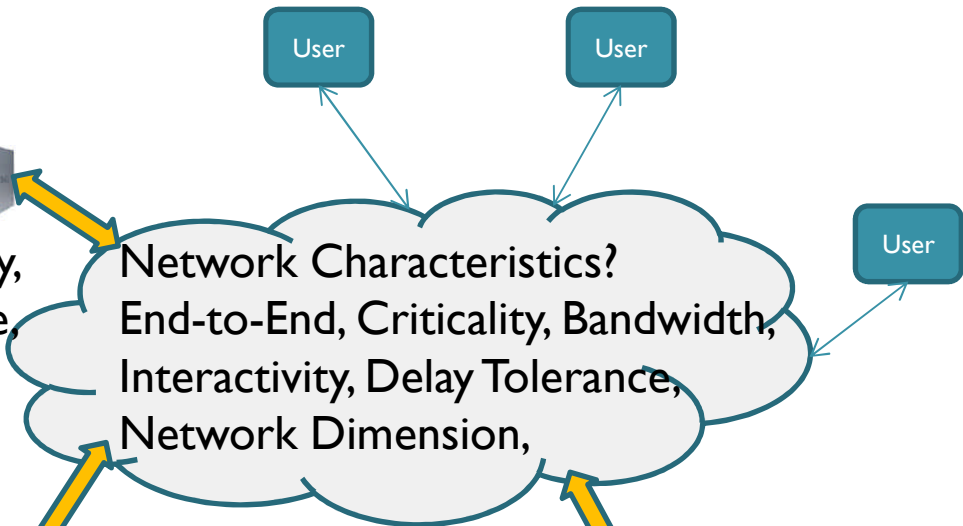 User
User
User
y,
e,
Network Characteristics?
End-to-End, Criticality, Bandwidth,
Interactivity, Delay Tolerance,
Network Dimension,